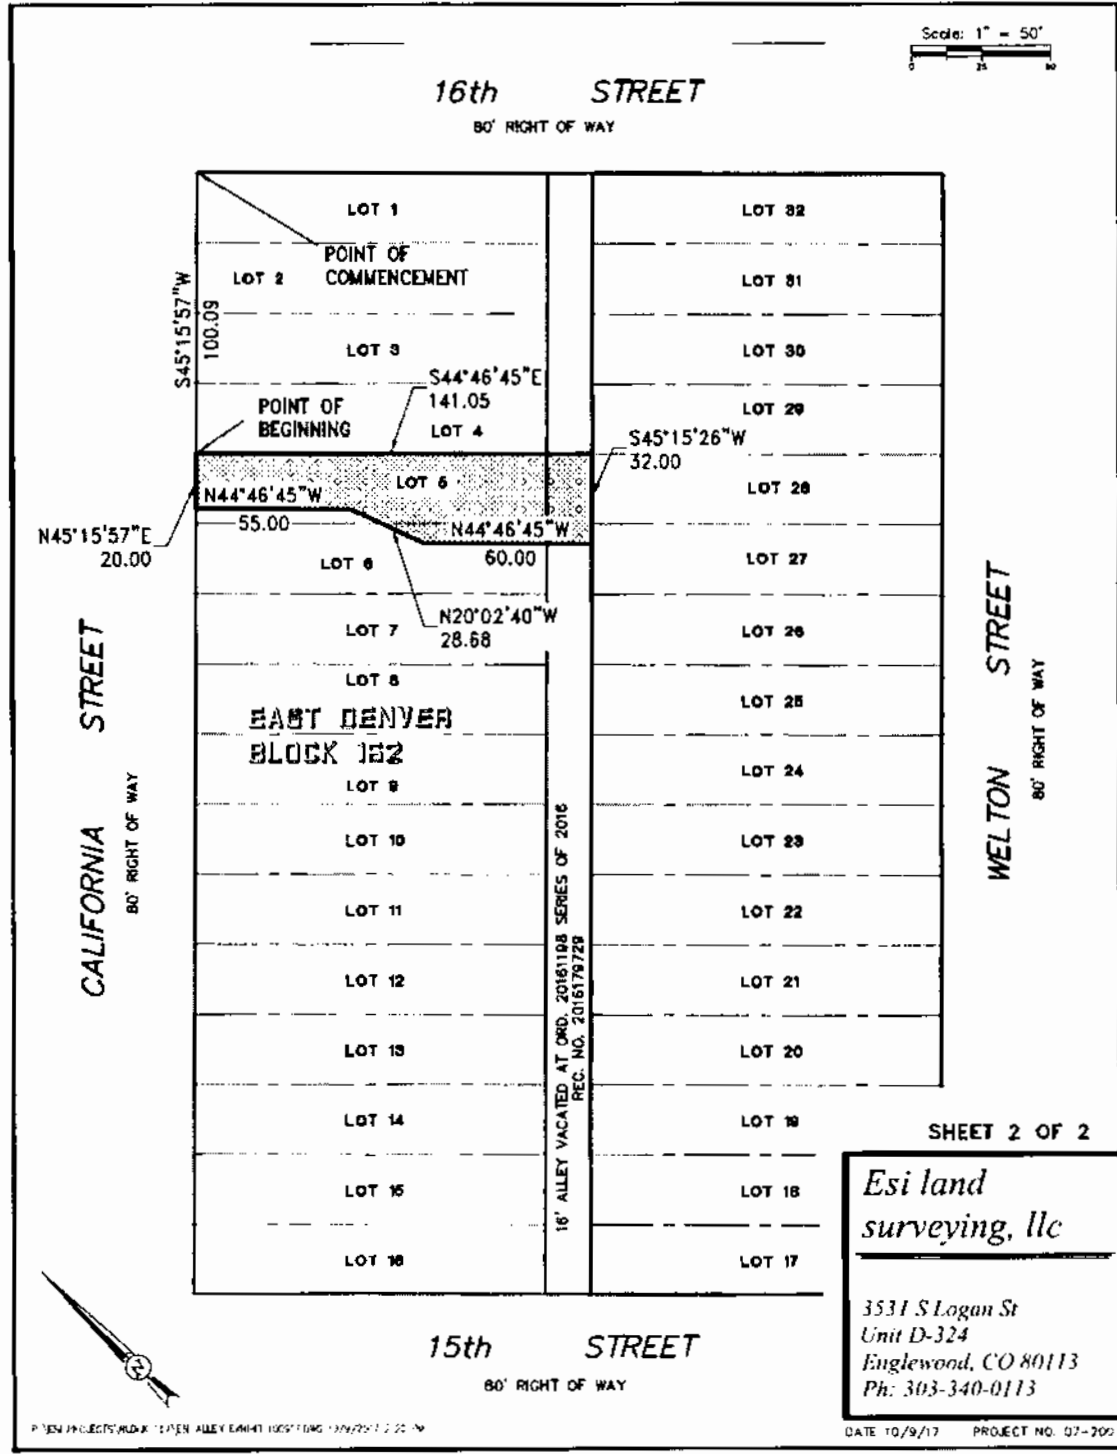 Scale: 1" = 50'
0 25 50
16th STREET
80' RIGHT OF WAY
LOT 1
LOT 32
POINT OF
COMMENCEMENT
LOT 2
LOT 31
S45°15'57"W
100.09
LOT 3
LOT 30
S44°46'45"E
141.05
POINT OF
BEGINNING
LOT 4
LOT 29
S45°15'26"W
32.00
LOT 5
LOT 28
N44°46'45"W
55.00
N44°46'45"W
60.00
N45°15'57"E
20.00
LOT 6
LOT 27
N20°02'40"W
28.68
LOT 7
LOT 26
LOT 8
LOT 25
EAST DENVER
BLOCK 162
LOT 24
LOT 9
LOT 10
LOT 23
LOT 11
LOT 22
LOT 12
LOT 21
LOT 13
LOT 20
LOT 14
LOT 19
LOT 15
LOT 18
LOT 16
LOT 17
CALIFORNIA STREET
80' RIGHT OF WAY
16' ALLEY VACATED AT ORD. 20161198 SERIES OF 2016
REC. NO. 2016179729
WELTON STREET
80' RIGHT OF WAY
15th STREET
80' RIGHT OF WAY
N
SHEET 2 OF 2
Esi land
surveying, llc
3531 S Logan St
Unit D-324
Englewood, CO 80113
Ph: 303-340-0113
DATE 10/9/17 PROJECT NO. 07-200